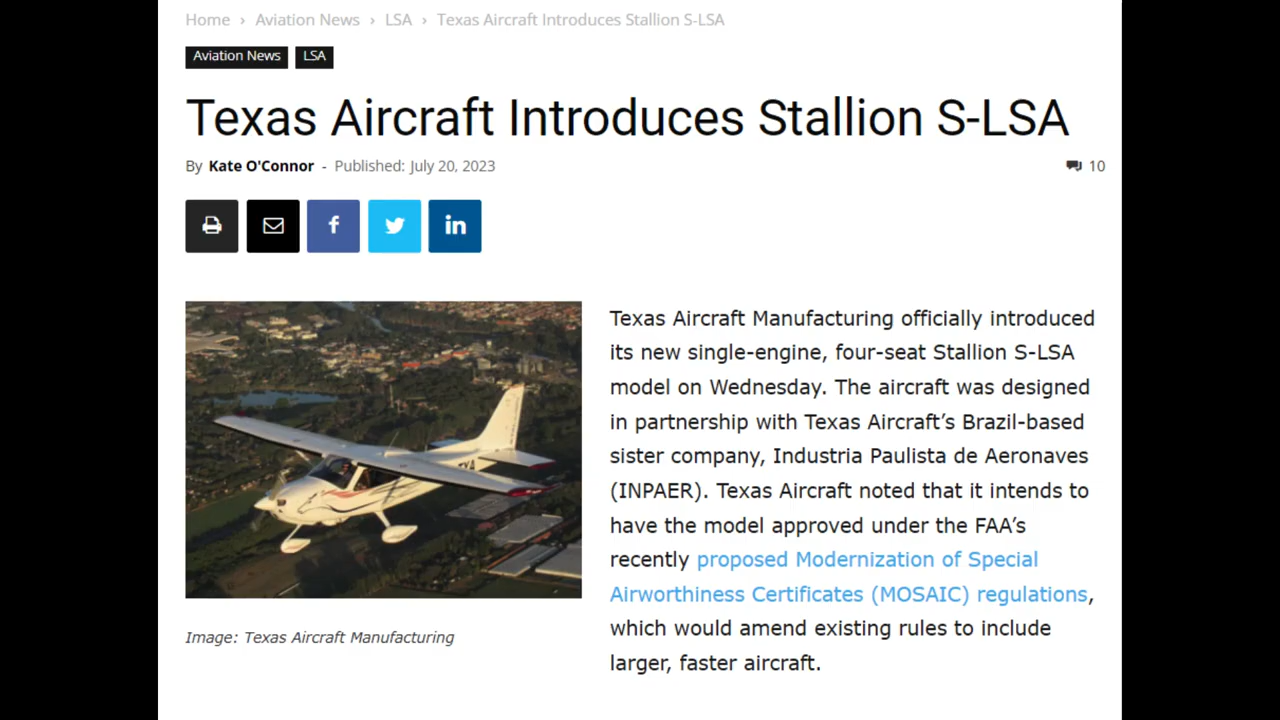 Home › Aviation News › LSA › Texas Aircraft Introduces Stallion S-LSA
Aviation News LSA
Texas Aircraft Introduces Stallion S-LSA
By Kate O'Connor - Published: July 20, 2023 10
Texas Aircraft Manufacturing officially introduced
its new single-engine, four-seat Stallion S-LSA
model on Wednesday. The aircraft was designed
in partnership with Texas Aircraft’s Brazil-based
sister company, Industria Paulista de Aeronaves
(INPAER). Texas Aircraft noted that it intends to
have the model approved under the FAA’s
recently proposed Modernization of Special
Airworthiness Certificates (MOSAIC) regulations,
which would amend existing rules to include
larger, faster aircraft.
Image: Texas Aircraft Manufacturing